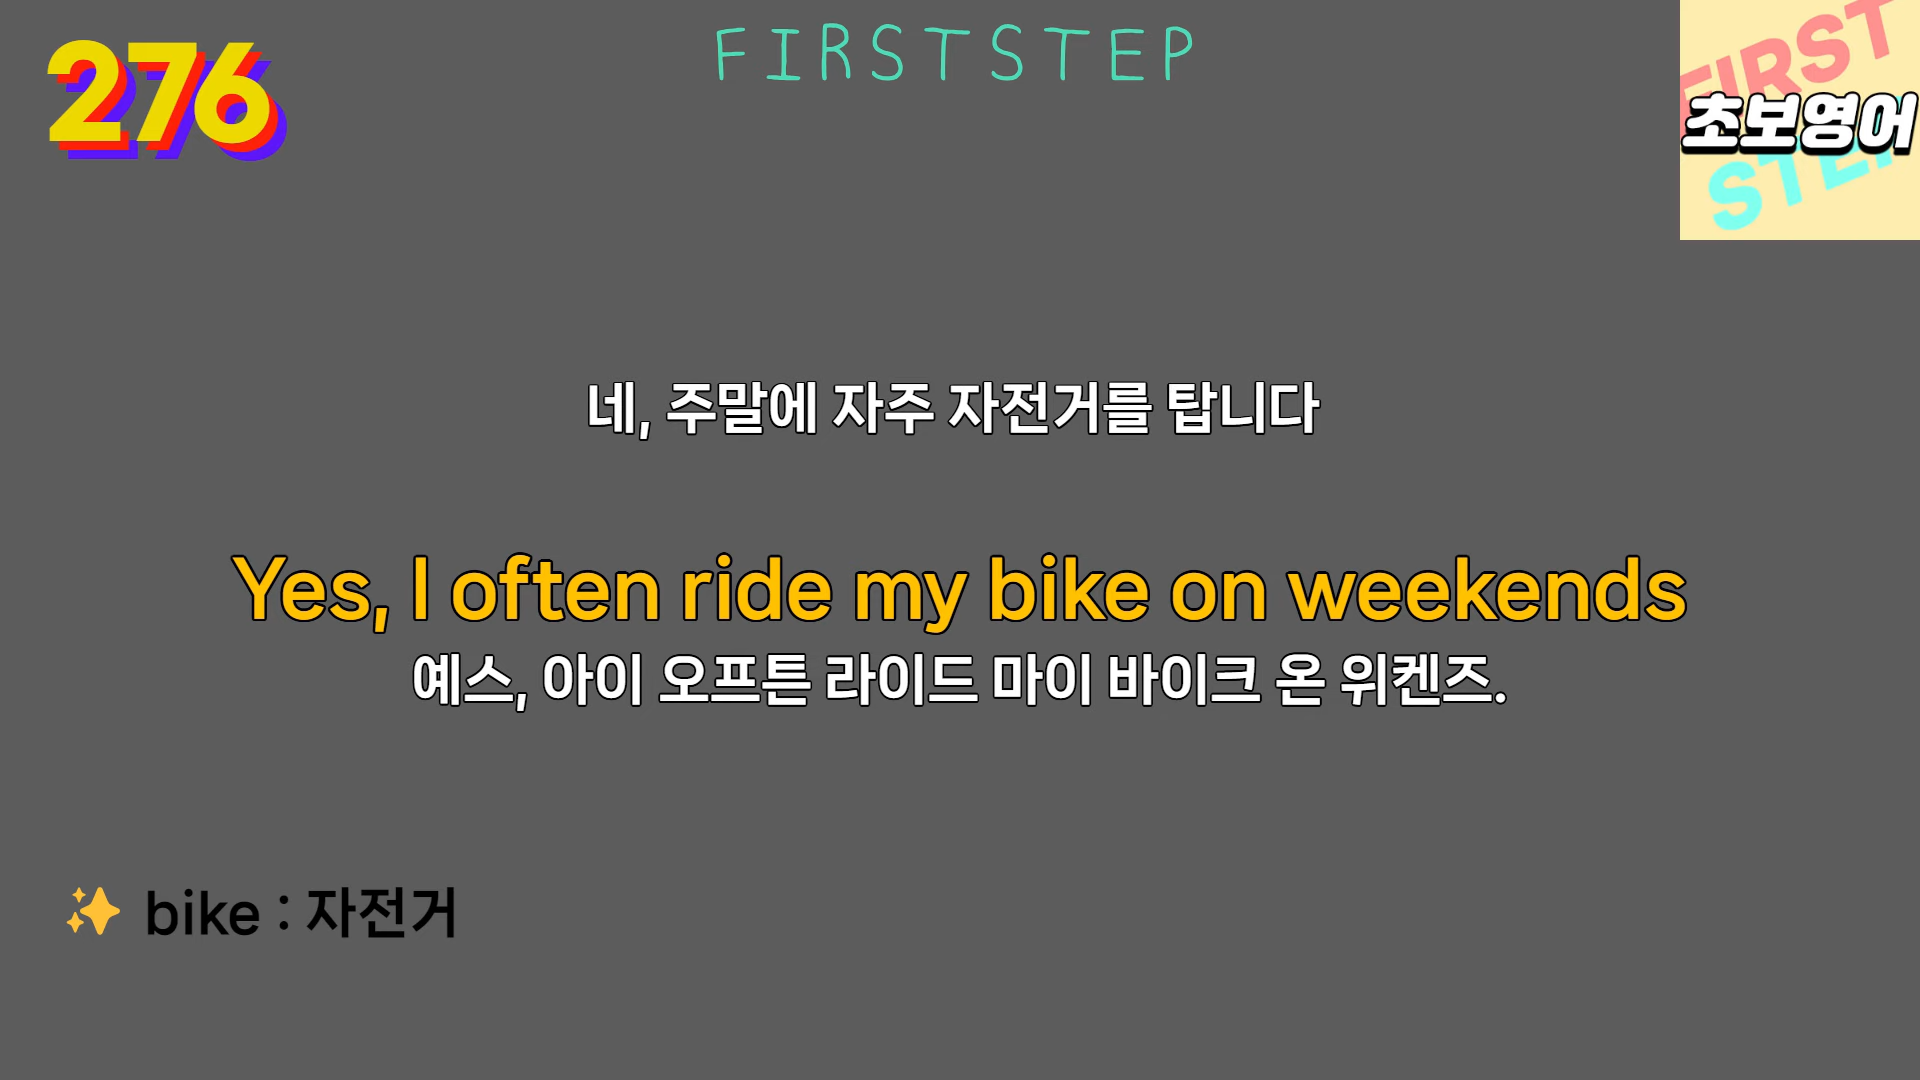 276
FIRSTSTEP
FIRST
초보영어
STEP
네, 주말에 자주 자전거를 탑니다
Yes, I often ride my bike on weekends
예스, 아이 오프튼 라이드 마이 바이크 온 위켄즈.
✨ bike : 자전거